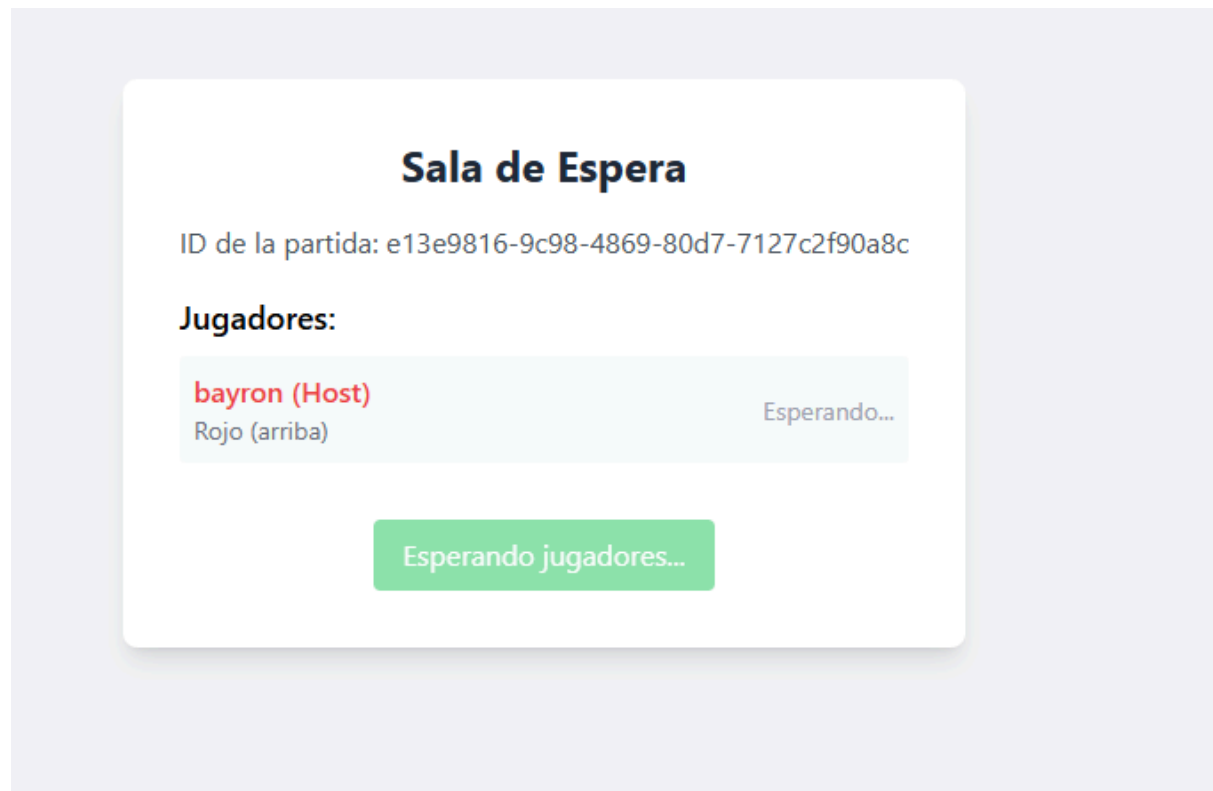 Sala de Espera
ID de la partida: e13e9816-9c98-4869-80d7-7127c2f90a8c
Jugadores:
bayron (Host)
Rojo (arriba)
Esperando...
Esperando jugadores...